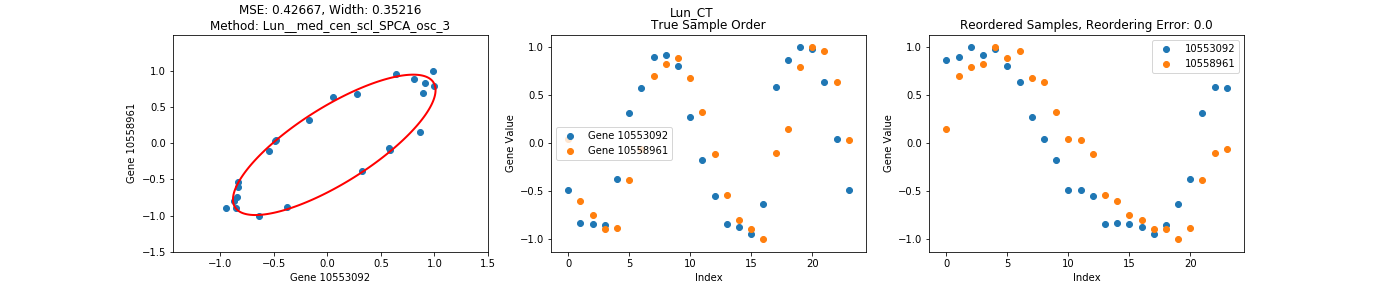 Lun_CT
MSE: 0.42667, Width: 0.35216
Method: Lun__med_cen_scl_SPCA_osc_3
1.0
0.5
0.0
−0.5
−1.0
−1.5
Gene 10558961
−1.0
−0.5
0.0
0.5
1.0
1.5
Gene 10553092
True Sample Order
1.0
0.5
0.0
−0.5
−1.0
Gene Value
Gene 10553092
Gene 10558961
0
5
10
15
20
Index
Reordered Samples, Reordering Error: 0.0
10553092
10558961
1.0
0.5
0.0
−0.5
−1.0
Gene Value
0
5
10
15
20
Index